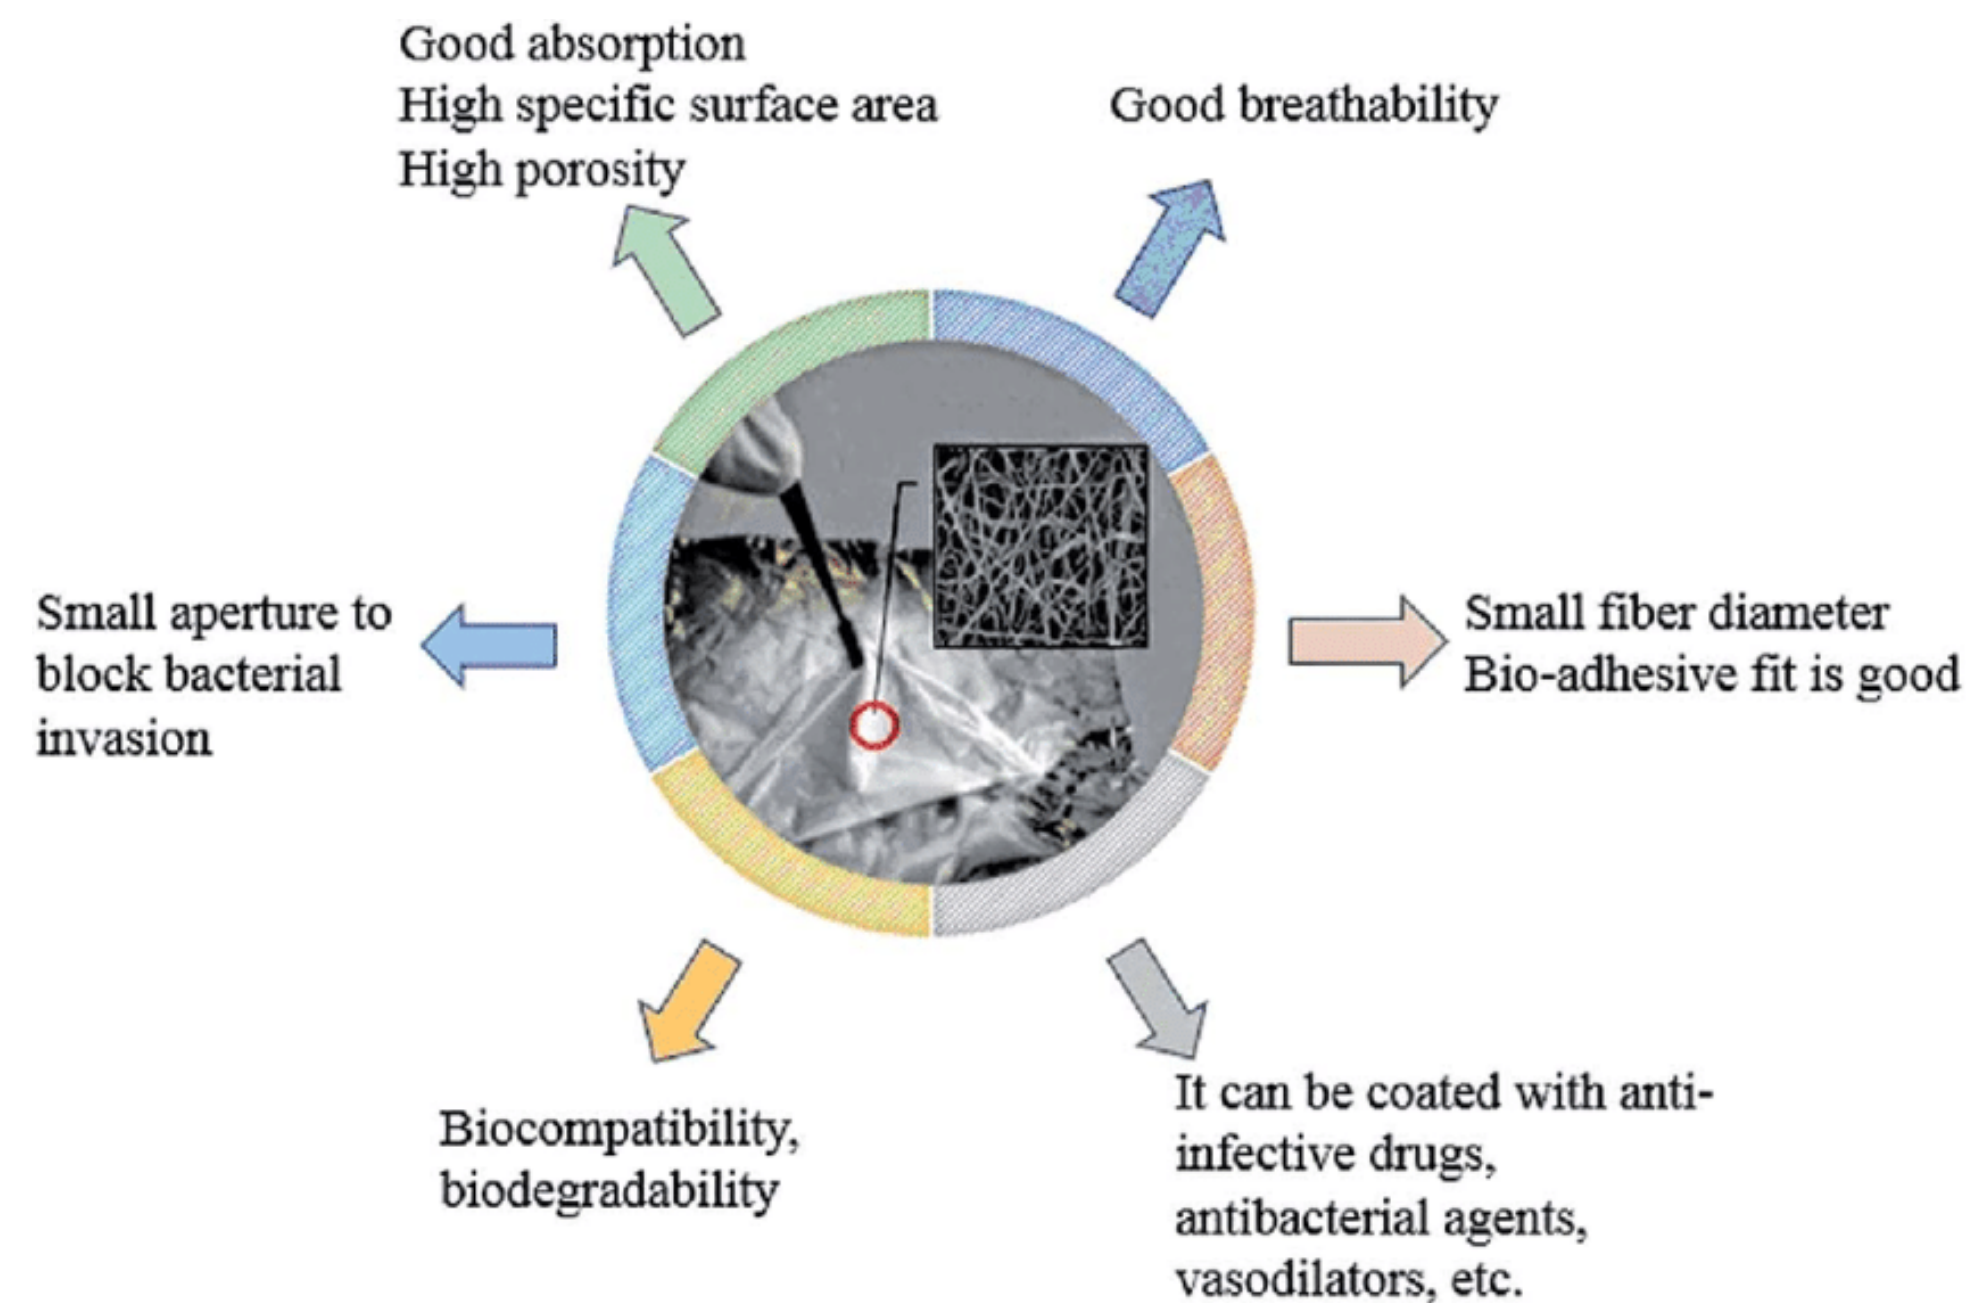 Good absorption
High specific surface area
High porosity
Good breathability
Small aperture to
block bacterial
invasion
Small fiber diameter
Bio-adhesive fit is good
Biocompatibility,
biodegradability
It can be coated with anti-
infective drugs,
antibacterial agents,
vasodilators, etc.